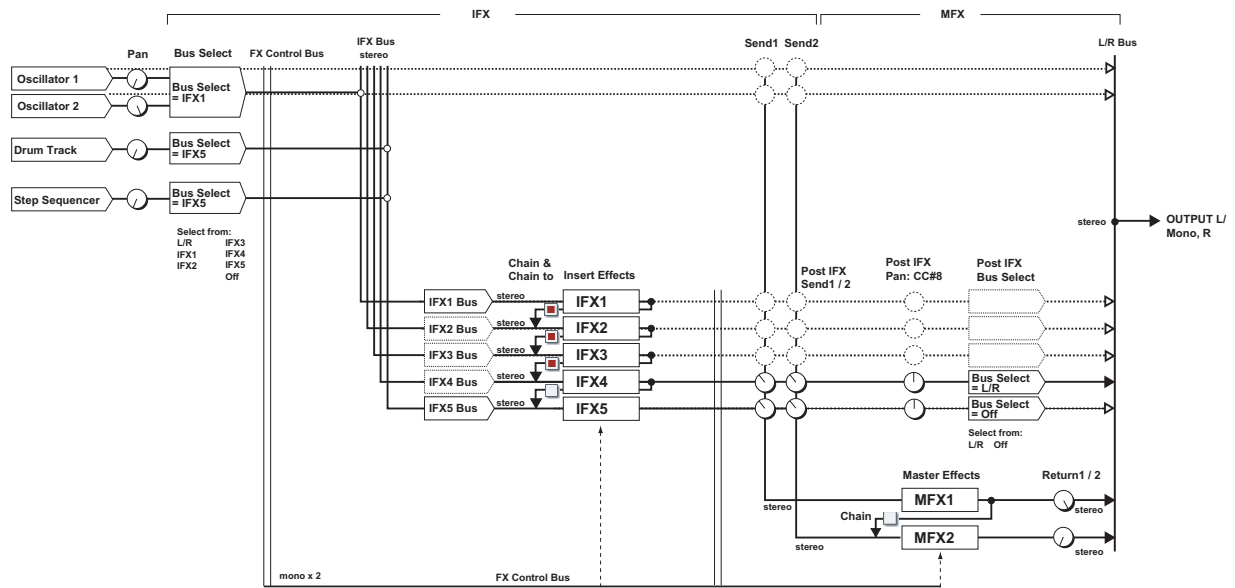 IFX
MFX
Pan
Bus Select
FX Control Bus
IFX Bus
stereo
Send1
Send2
L/R Bus
Oscillator 1
Oscillator 2
Bus Select
= IFX1
Drum Track
Bus Select
= IFX5
Step Sequencer
Bus Select
= IFX5
Select from:
L/R IFX3
IFX1 IFX4
IFX2 IFX5
Off
stereo
OUTPUT L/
Mono, R
Chain &
Chain to
Insert Effects
Post IFX
Send1 / 2
Post IFX
Pan: CC#8
Post IFX
Bus Select
IFX1 Bus
stereo
IFX1
IFX2 Bus
stereo
IFX2
IFX3 Bus
stereo
IFX3
IFX4 Bus
stereo
IFX4
Bus Select
= L/R
IFX5 Bus
stereo
IFX5
Bus Select
= Off
Select from:
L/R Off
Master Effects
Return1 / 2
stereo
MFX1
stereo
Chain
stereo
MFX2
stereo
mono x 2
FX Control Bus